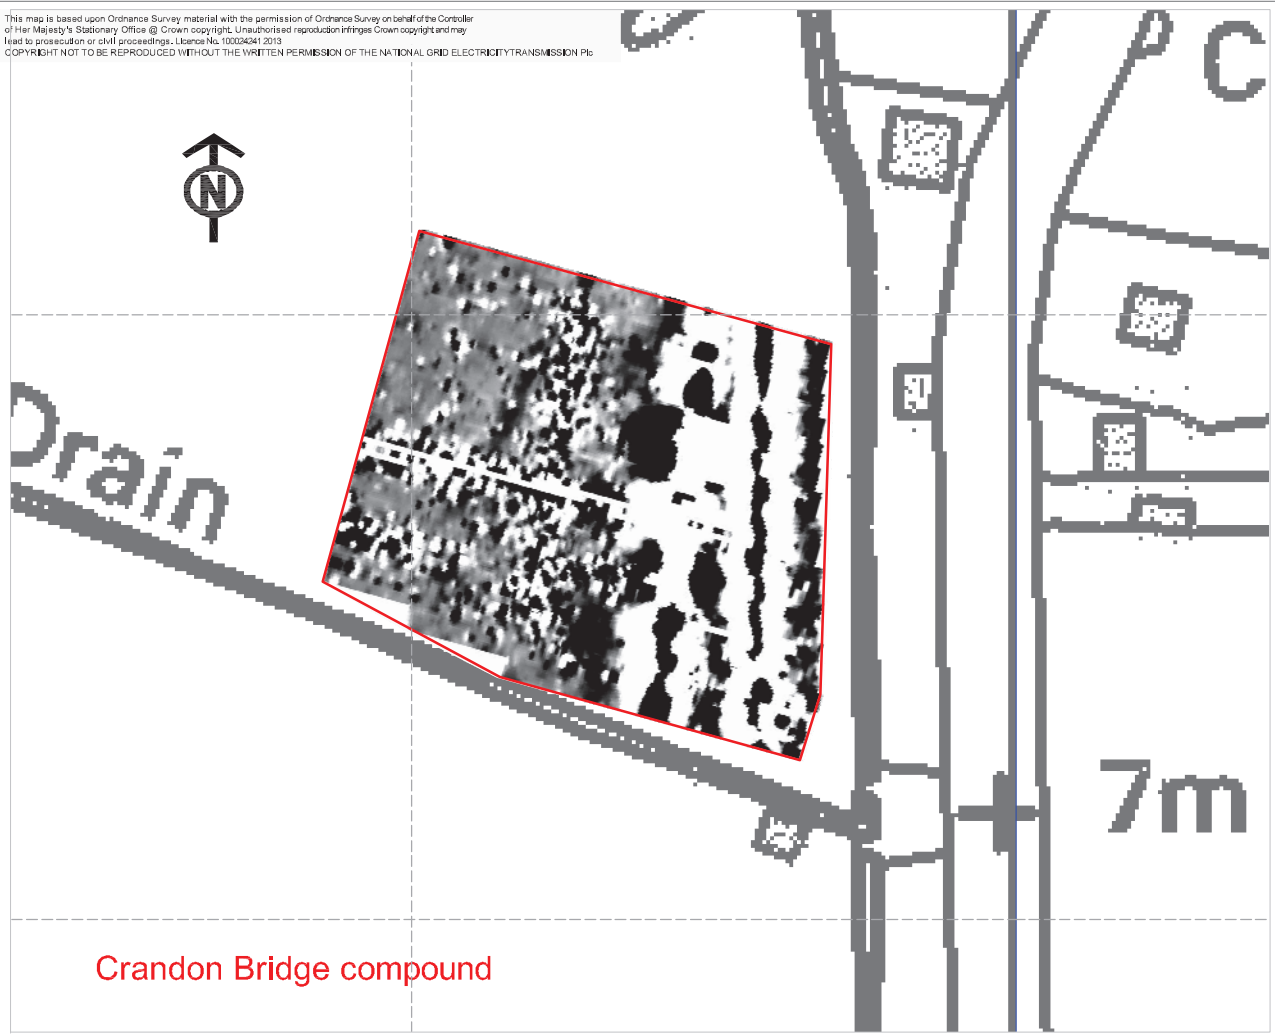 This map is based upon Ordnance Survey material with the permission of Ordnance Survey on behalf of the Controller
of Her Majesty's Stationary Office @ Crown copyright. Unauthorised reproduction infringes Crown copyright and may
lead to prosecution or civil proceedings. Licence No. 100024241 2013
COPYRIGHT NOT TO BE REPRODUCED WITHOUT THE WRITTEN PERMISSION OF THE NATIONAL GRID ELECTRICITY TRANSMISSION Plc
C
N
Drain
7m
Crandon Bridge compound